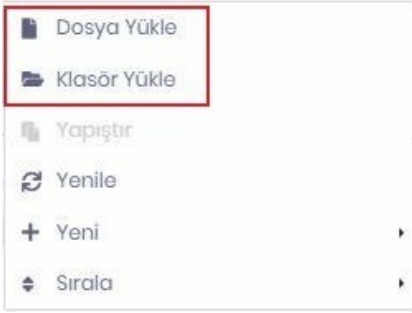 Dosya Yükle
Klasör Yükle
Yapıştır
Yenile
Yeni
Sırala